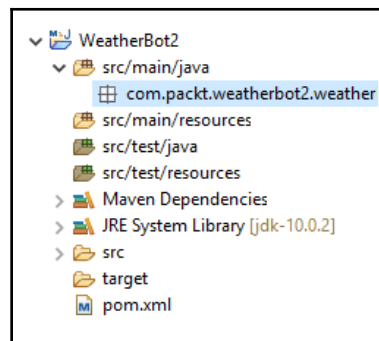 WeatherBot2
src/main/java
com.packt.weatherbot2.weather
src/main/resources
src/test/java
src/test/resources
Maven Dependencies
JRE System Library [jdk-10.0.2]
src
target
pom.xml